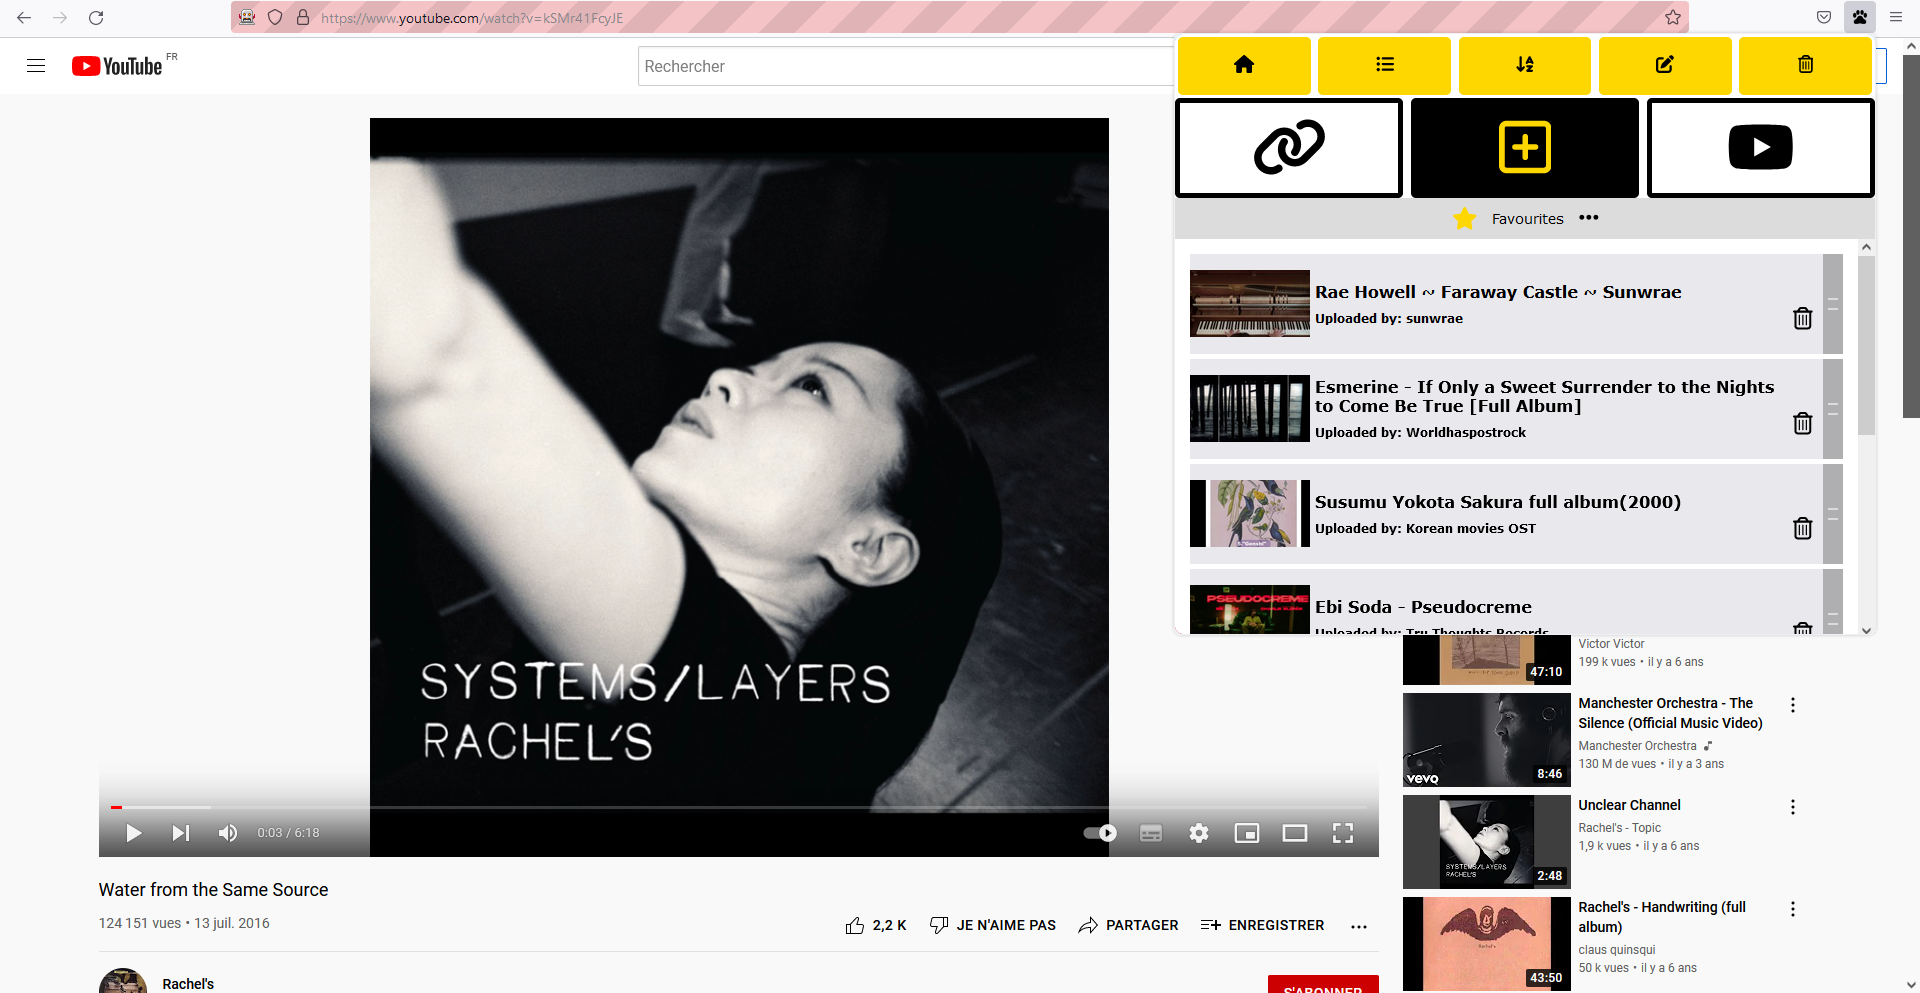 https://www.youtube.com/watch?v=kSMr41FcyJE
YouTube FR
Rechercher
Favourites
Rae Howell ~ Faraway Castle ~ Sunwrae
Uploaded by: sunwrae
Esmerine - If Only a Sweet Surrender to the Nights
to Come Be True [Full Album]
Uploaded by: Worldhaspostrock
Susumu Yokota Sakura full album(2000)
Uploaded by: Korean movies OST
PSEUDOCREME
Ebi Soda - Pseudocreme
Uploaded by: Tru Thoughts Records
SYSTEMS/LAYERS
RACHEL'S
0:03 / 6:18
Water from the Same Source
124 151 vues • 13 juil. 2016
2,2 K
JE N'AIME PAS
PARTAGER
ENREGISTRER
Rachel's
S'ABONNER
47:10
Victor Victor
199 k vues • il y a 6 ans
vevo
8:46
Manchester Orchestra - The
Silence (Official Music Video)
Manchester Orchestra
130 M de vues • il y a 3 ans
SYSTEMS/LAYERS
RACHEL'S
2:48
Unclear Channel
Rachel's - Topic
1,9 k vues • il y a 6 ans
43:50
Rachel's - Handwriting (full
album)
claus quinsqui
50 k vues • il y a 6 ans